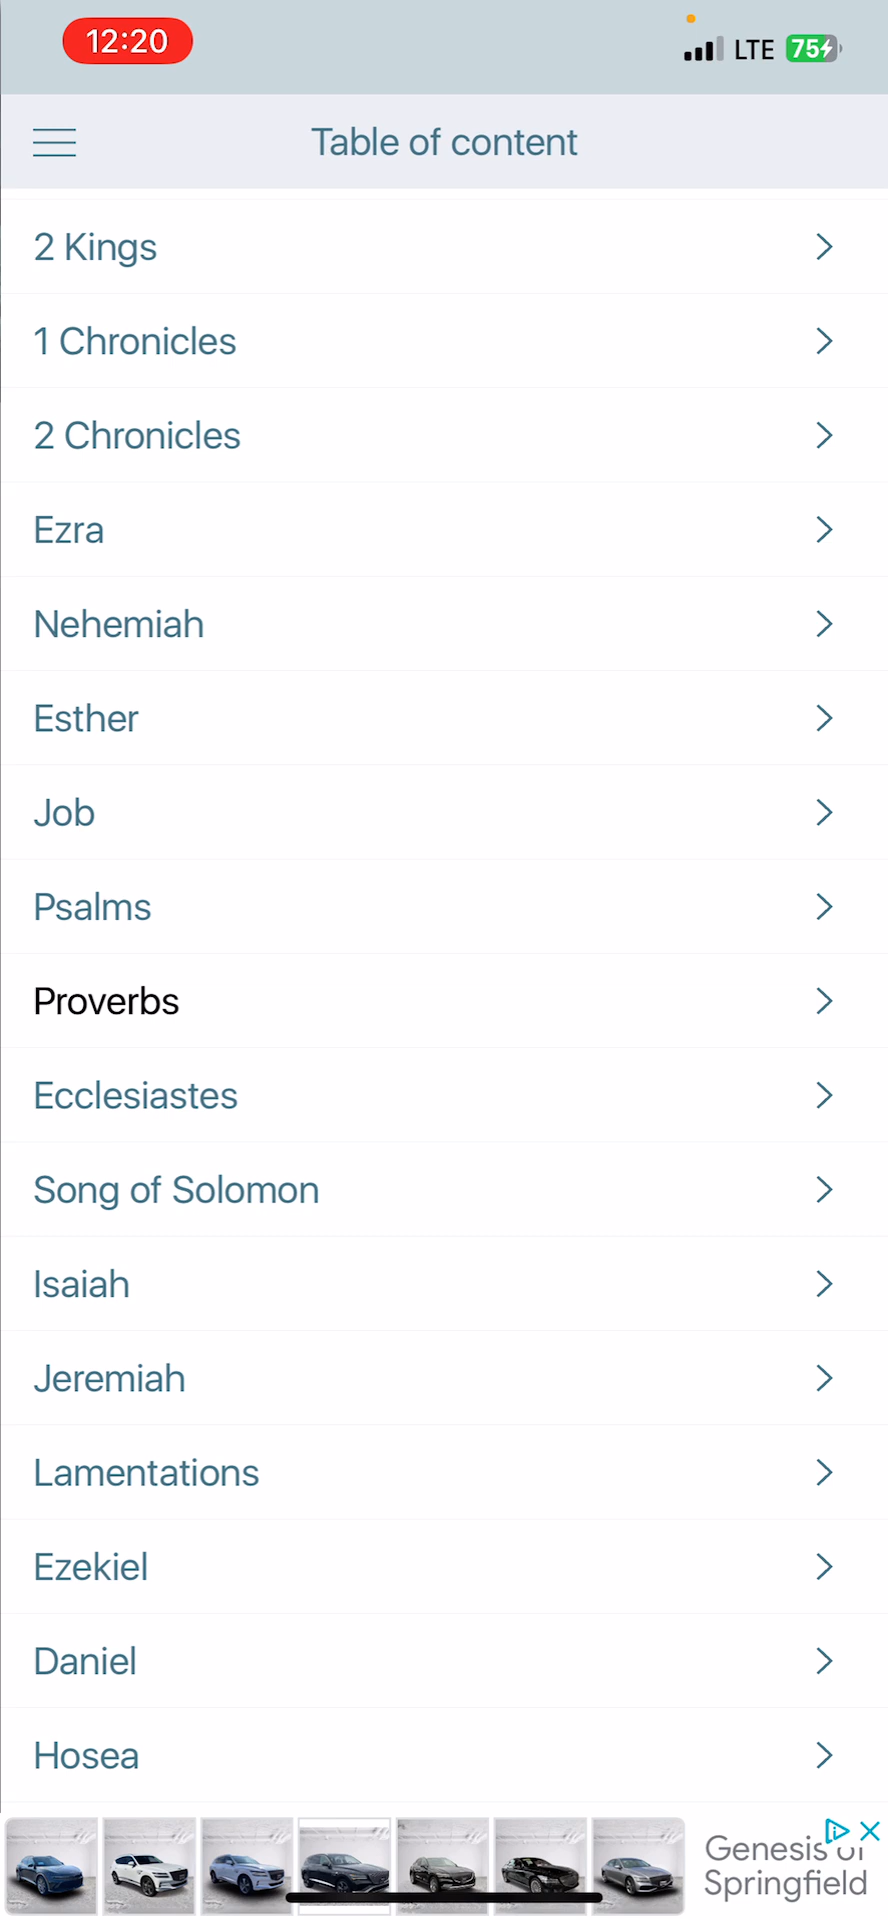 12:20
LTE 75
Table of content
2 Kings
1 Chronicles
2 Chronicles
Ezra
Nehemiah
Esther
Job
Psalms
Proverbs
Ecclesiastes
Song of Solomon
Isaiah
Jeremiah
Lamentations
Ezekiel
Daniel
Hosea
Genesis of
Springfield